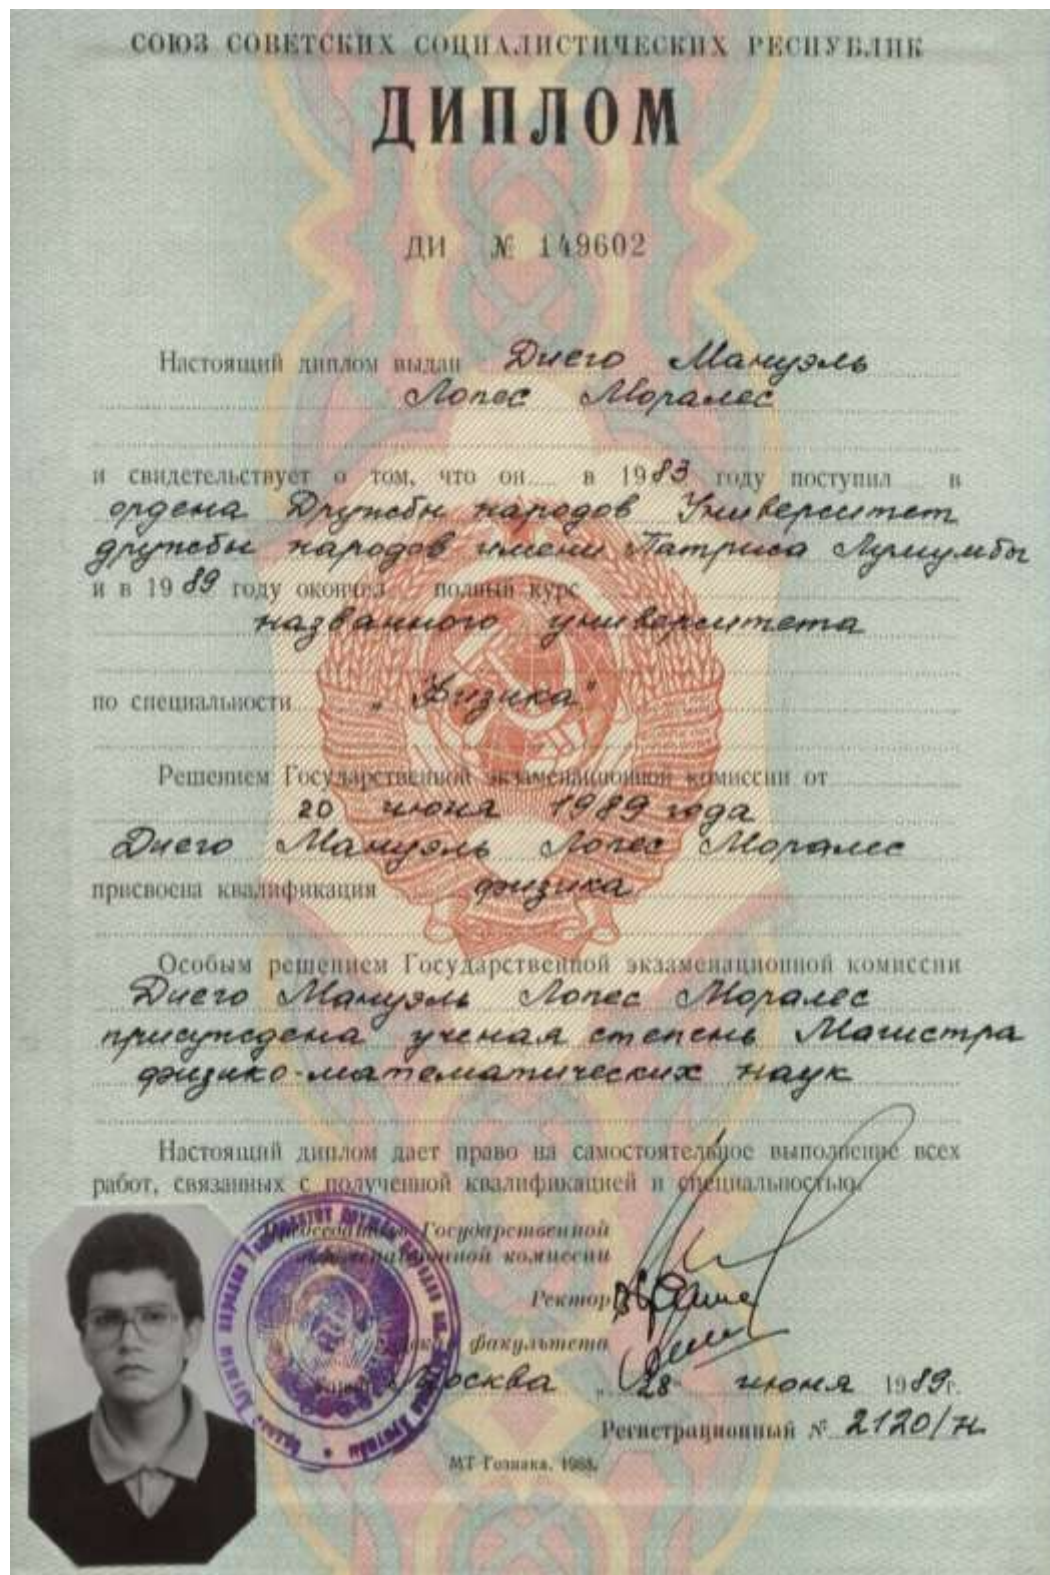 СОЮЗ СОВЕТСКИХ СОЦИАЛИСТИЧЕСКИХ РЕСПУБЛИК
ДИПЛОМ
ДИ № 149602
Настоящий диплом выдан Диего Мануэль
Лопес Моралес
и свидетельствует о том, что он в 1983 году поступил в
ордена Дружбы народов Университет
дружбы народов имени Патриса Лумумбы
и в 1989 году окончил полный курс
названного университета
по специальности „Физика"
Решением Государственной экзаменационной комиссии от
20 июня 1989 года
Диего Мануэль Лопес Моралес
присвоена квалификация физика
Особым решением Государственной экзаменационной комиссии
Диего Мануэль Лопес Моралес
присуждена ученая степень Магистра
физико-математических наук
Настоящий диплом дает право на самостоятельное выполнение всех
работ, связанных с полученной квалификацией и специальностью.
Председатель Государственной
экзаменационной комиссии
Ректор
Декан факультета
Москва „28 июня 1989г.
Регистрационный № 2120/н
МТ Гознака. 1988.